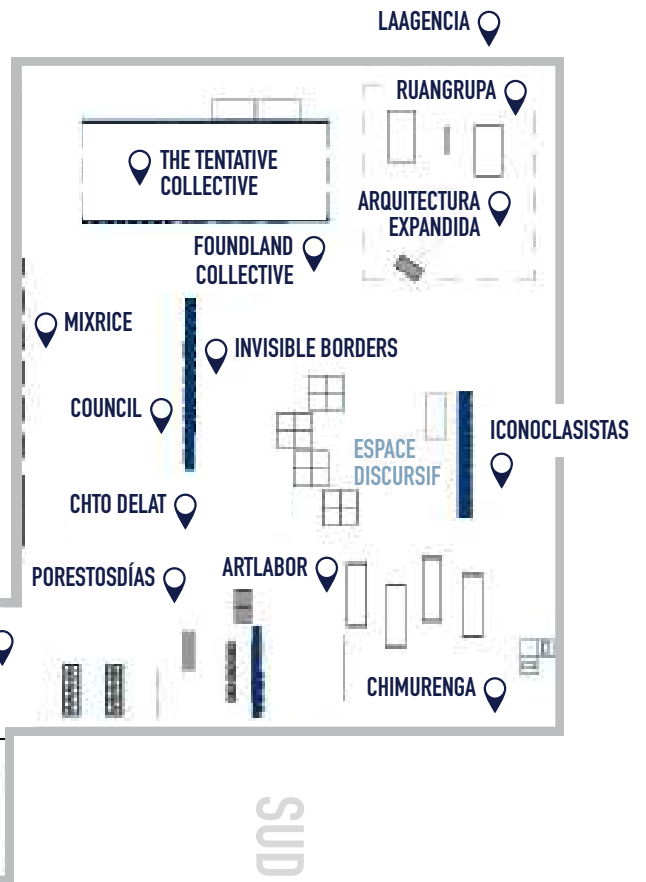 LAAGENCIA
RUANGRUPA
THE TENTATIVE
COLLECTIVE
ARQUITECTURA
EXPANDIDA
FOUNDLAND
COLLECTIVE
MIXRICE
INVISIBLE BORDERS
COUNCIL
ICONOCLASISTAS
ESPACE
DISCURSIF
CHTO DELAT
ARTLABOR
PORESTOSDÍAS
CHIMURENGA
SUD